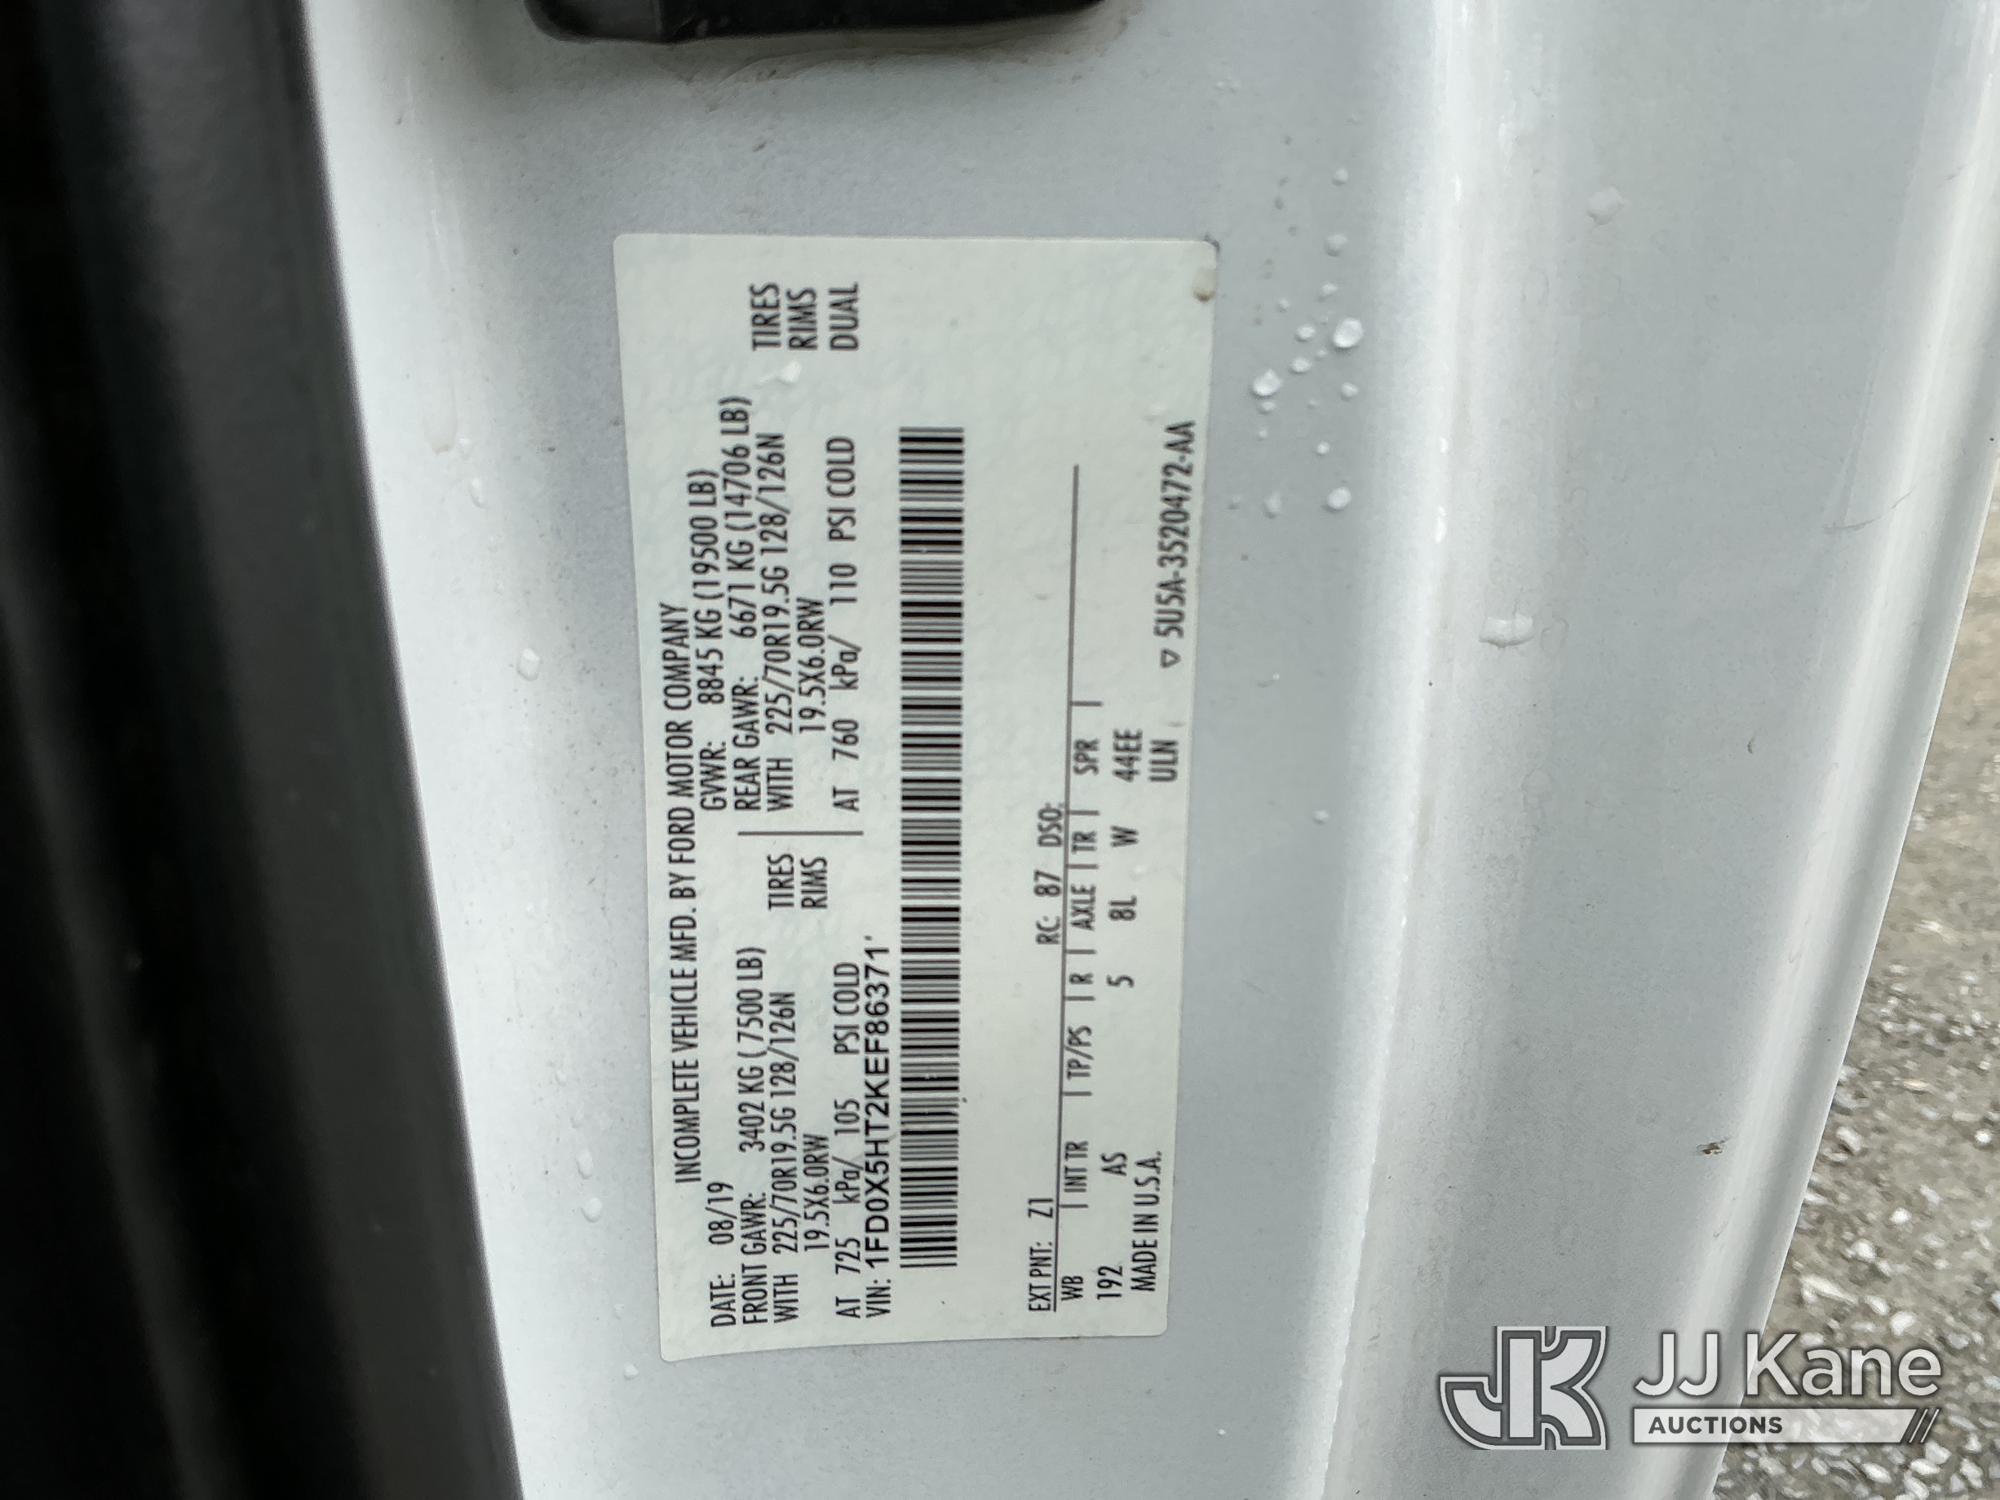 INCOMPLETE VEHICLE MFD. BY FORD MOTOR COMPANY
DATE: 08/19 GVWR: 8845 KG (19500 LB)
FRONT GAWR: 3402 KG (7500 LB) REAR GAWR: 6671 KG (14706 LB)
WITH 225/70R19.5G 128/126N TIRES WITH 225/70R19.5G 128/126N TIRES
19.5X6.0RW RIMS 19.5X6.0RW RIMS
AT 725 kPa/ 105 PSI COLD AT 760 kPa/ 110 PSI COLD DUAL
VIN: 1FD0X5HT2KEF86371
EXT PNT: Z1 RC: 87 DSO:
WB | INT TR | TP/PS | R | AXLE | TR | SPR |
192 AS 5 8L W 44EE
MADE IN U.S.A. ULN
▽ 5U5A-3520472-AA
JK JJ Kane
AUCTIONS